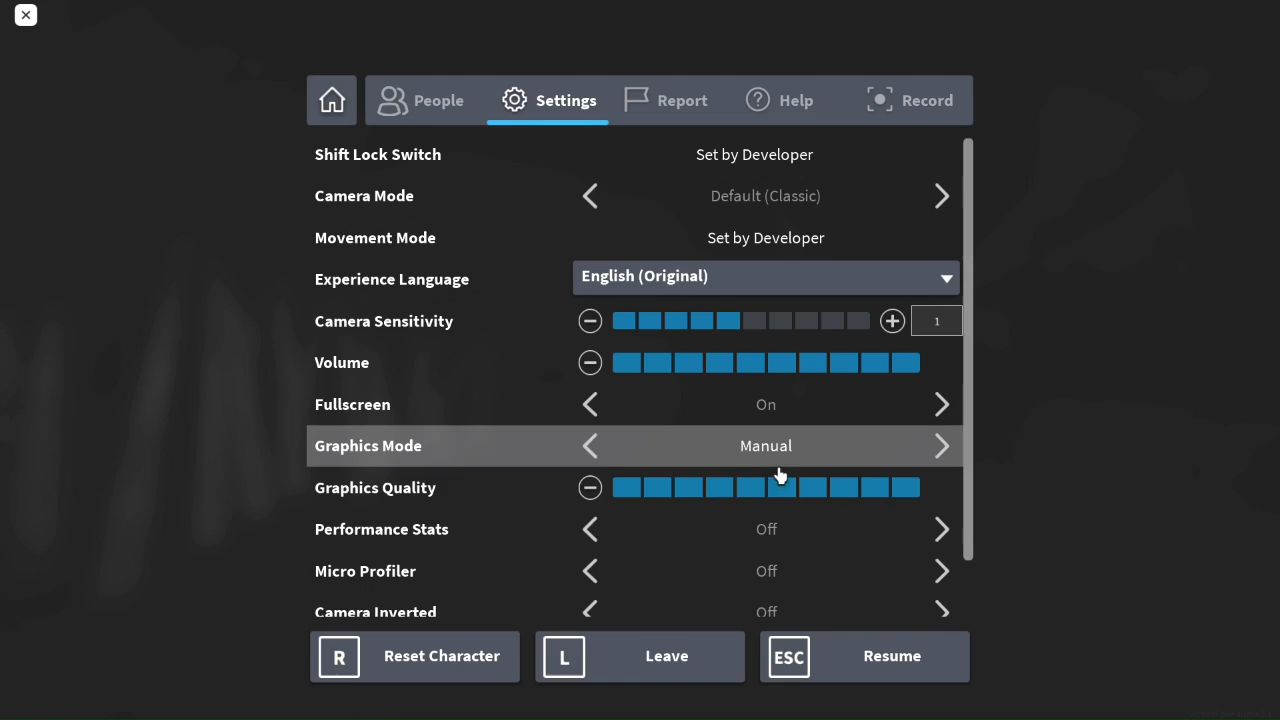 People
Settings
Report
Help
Record
Shift Lock Switch Set by Developer
Camera Mode Default (Classic)
Movement Mode Set by Developer
Experience Language English (Original)
Camera Sensitivity 1
Volume
Fullscreen On
Graphics Mode Manual
Graphics Quality
Performance Stats Off
Micro Profiler Off
Camera Inverted Off
R Reset Character
L Leave
ESC Resume